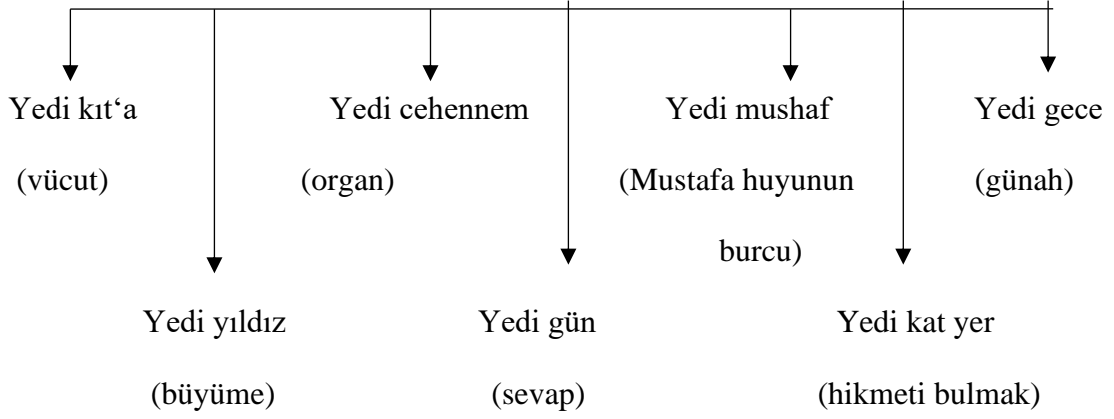 Yedi kıt‘a Yedi cehennem Yedi mushaf Yedi gece
(vücut) (organ) (Mustafa huyunun (günah)
burcu)
Yedi yıldız Yedi gün Yedi kat yer
(büyüme) (sevap) (hikmeti bulmak)